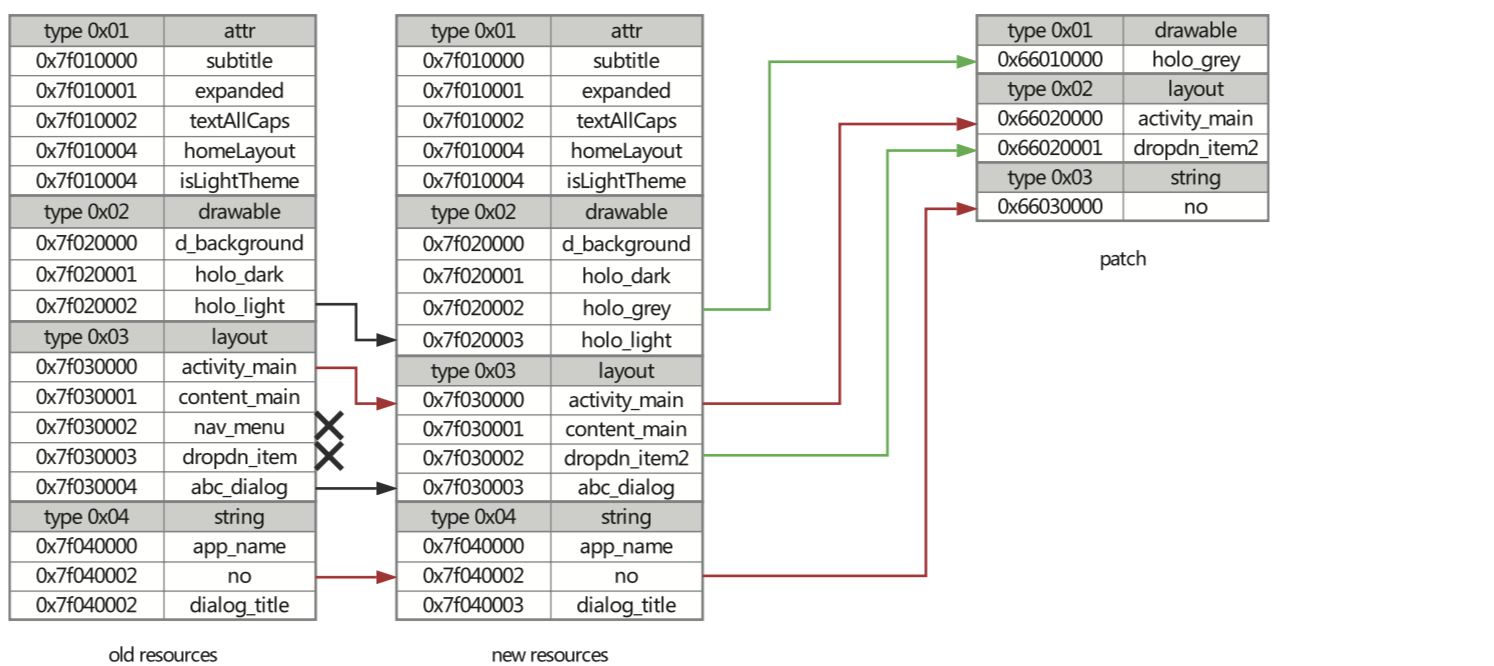 type 0x01 attr
0x7f010000 subtitle
0x7f010001 expanded
0x7f010002 textAllCaps
0x7f010004 homeLayout
0x7f010004 isLightTheme
type 0x02 drawable
0x7f020000 d_background
0x7f020001 holo_dark
0x7f020002 holo_light
type 0x03 layout
0x7f030000 activity_main
0x7f030001 content_main
0x7f030002 nav_menu
0x7f030003 dropdn_item
0x7f030004 abc_dialog
type 0x04 string
0x7f040000 app_name
0x7f040002 no
0x7f040002 dialog_title
old resources
type 0x01 attr
0x7f010000 subtitle
0x7f010001 expanded
0x7f010002 textAllCaps
0x7f010004 homeLayout
0x7f010004 isLightTheme
type 0x02 drawable
0x7f020000 d_background
0x7f020001 holo_dark
0x7f020002 holo_grey
0x7f020003 holo_light
type 0x03 layout
0x7f030000 activity_main
0x7f030001 content_main
0x7f030002 dropdn_item2
0x7f030003 abc_dialog
type 0x04 string
0x7f040000 app_name
0x7f040002 no
0x7f040003 dialog_title
new resources
type 0x01 drawable
0x66010000 holo_grey
type 0x02 layout
0x66020000 activity_main
0x66020001 dropdn_item2
type 0x03 string
0x66030000 no
patch